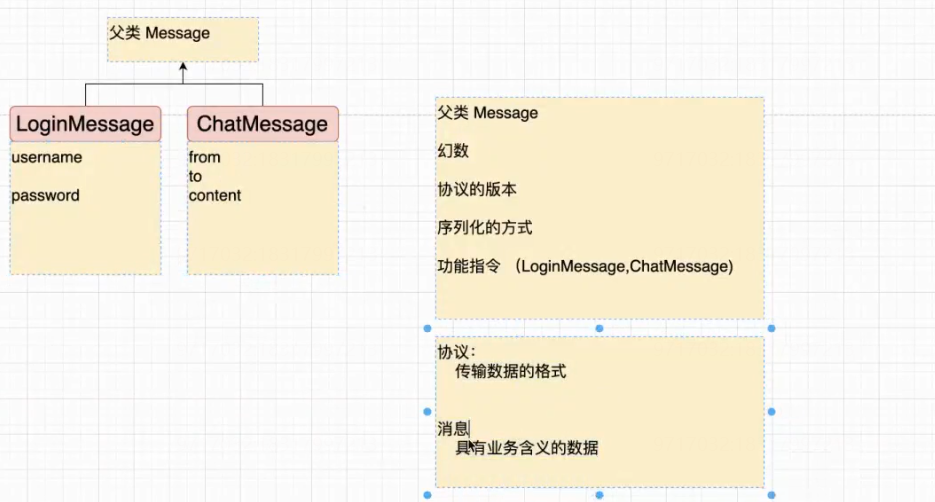 父类 Message
LoginMessage
username
password
ChatMessage
from
to
content
父类 Message
幻数
协议的版本
序列化的方式
功能指令 （LoginMessage,ChatMessage)
协议：
传输数据的格式
消息
具有业务含义的数据